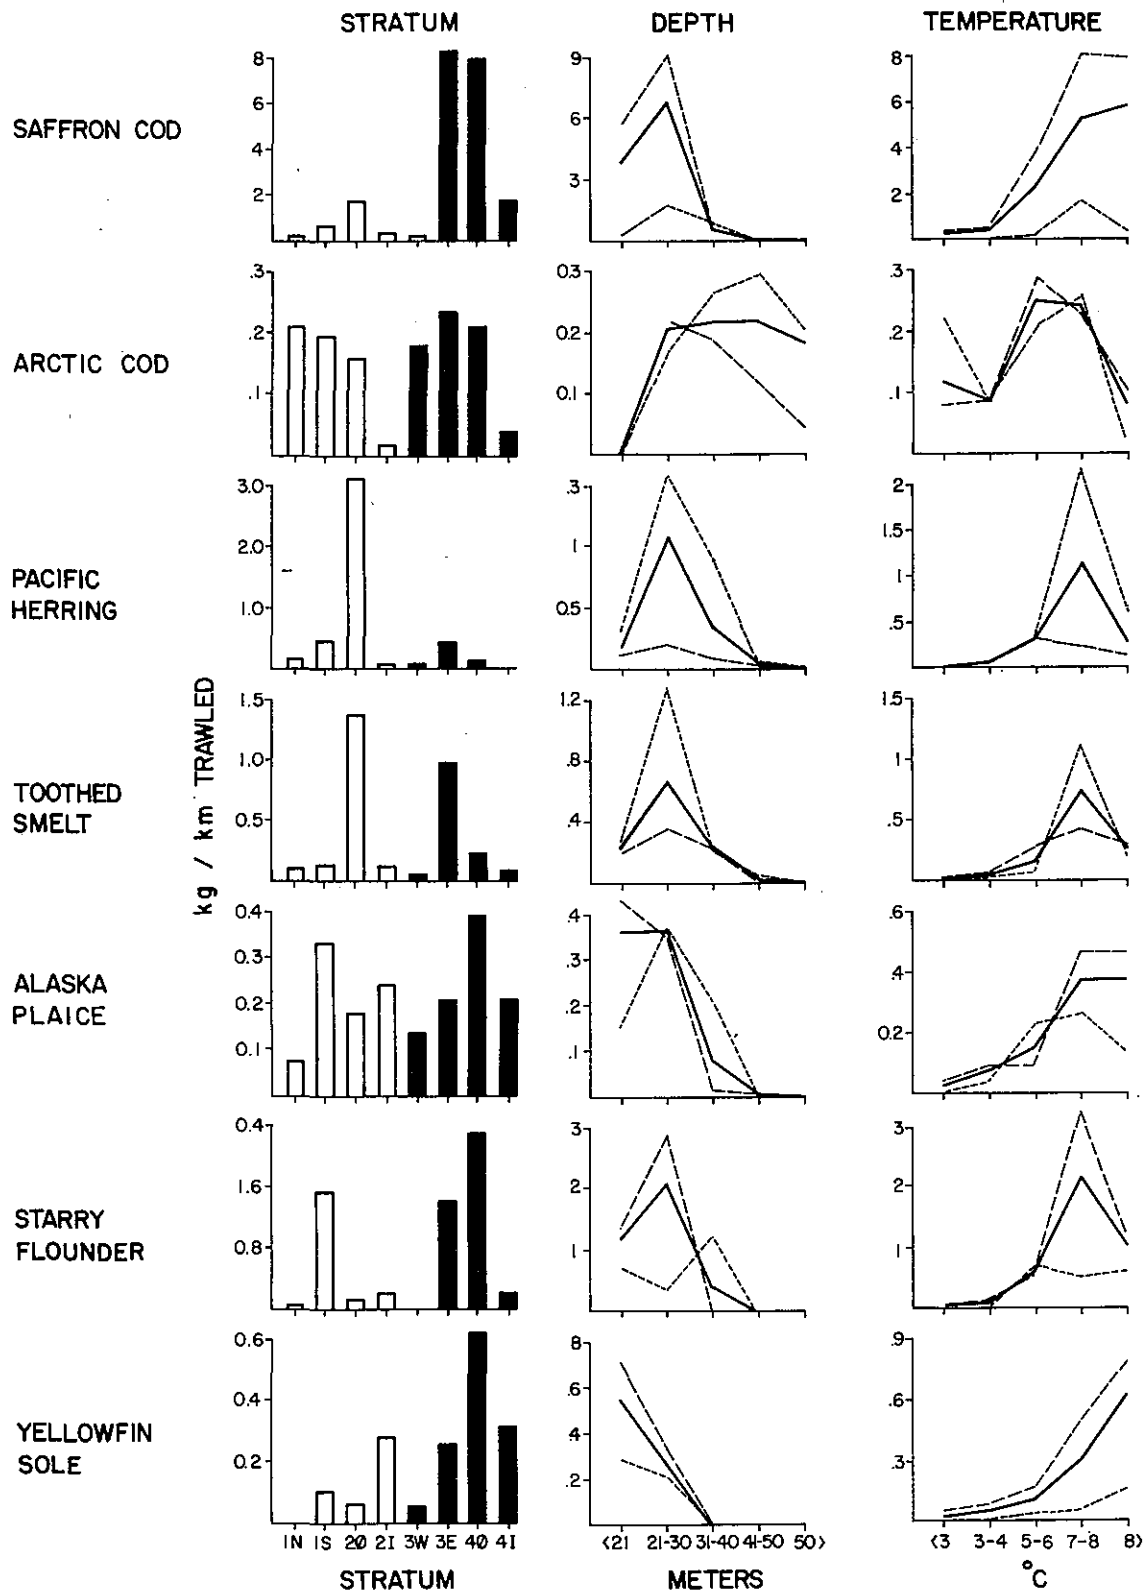 STRATUM DEPTH TEMPERATURE
SAFFRON COD
8 6 4 2
9 6 3
8 6 4 2
ARCTIC COD
.3 .2 .1
0.3 0.2 0.1
.3 .2 .1
PACIFIC
HERRING
3.0 2.0 1.0
.3 1 0.5
2 1.5 1 .5
kg / km TRAWLED
TOOTHED
SMELT
1.5 1.0 0.5
1.2 .8 .4
1.5 1 0.5
ALASKA
PLAICE
0.4 0.3 0.2 0.1
.4 .3 .2 .1
.6 .4 0.2
STARRY
FLOUNDER
0.4 1.6 0.8
3 2 1
3 2 1
YELLOWFIN
SOLE
0.6 0.4 0.2
8 .6 4 .2
.9 .6 .3
1N 1S 2O 2I 3W 3E 4O 4I
<21 21-30 31-40 41-50 50>
<3 3-4 5-6 7-8 8>
STRATUM METERS °C